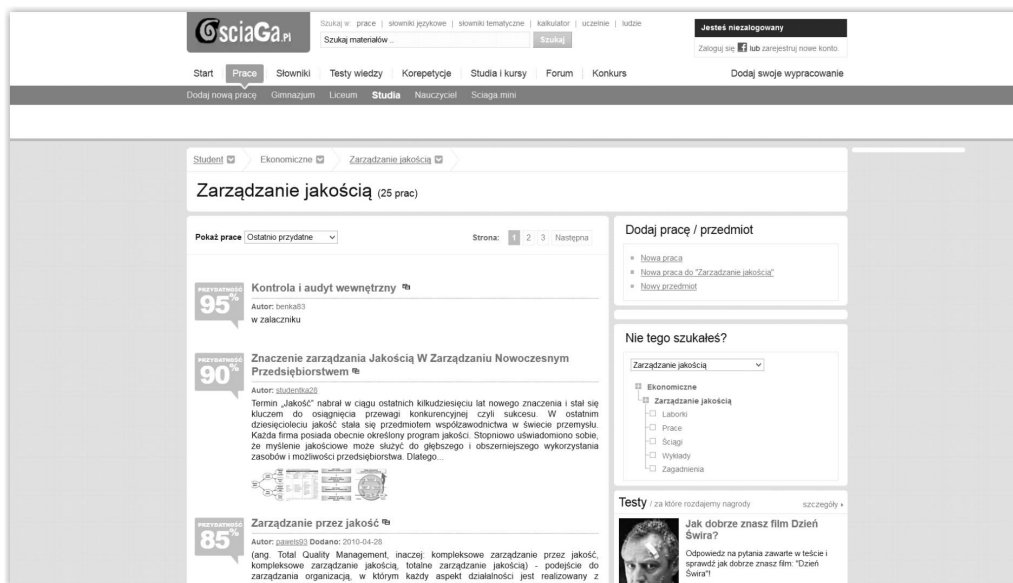 SciaGa.Pl
Szukaj w: prace | słowniki językowe | słowniki tematyczne | kalkulator | uczelnie | ludzie
Szukaj materiałów ..
Szukaj
Jesteś niezalogowany
Zaloguj się lub zarejestruj nowe konto.
Start Prace Słowniki Testy wiedzy Korepetycje Studia i kursy Forum Konkurs Dodaj swoje wypracowanie
Dodaj nową pracę Gimnazjum Liceum Studia Nauczyciel Sciaga.mini
Student Ekonomiczne Zarządzanie jakością
Zarządzanie jakością (25 prac)
Pokaż prace Ostatnio przydatne
Strona: 1 2 3 Następna
PRZYDATNOŚĆ
95%
Kontrola i audyt wewnętrzny
Autor: benka83
w zalaczniku
PRZYDATNOŚĆ
90%
Znaczenie zarządzania Jakością W Zarządzaniu Nowoczesnym
Przedsiębiorstwem
Autor: studentka26
Termin „Jakość” nabrał w ciągu ostatnich kilkudziesięciu lat nowego znaczenia i stał się
kluczem do osiągnięcia przewagi konkurencyjnej czyli sukcesu. W ostatnim
dziesięcioleciu jakość stała się przedmiotem współzawodnictwa w świecie przemysłu.
Każda firma posiada obecnie określony program jakości. Stopniowo uświadomiono sobie,
że myślenie jakościowe może służyć do głębszego i obszerniejszego wykorzystania
zasobów i możliwości przedsiębiorstwa. Dlatego...
PRZYDATNOŚĆ
85%
Zarządzanie przez jakość
Autor: pawels93 Dodano: 2010-04-28
(ang. Total Quality Management, inaczej: kompleksowe zarządzanie przez jakość,
kompleksowe zarządzanie jakością, totalne zarządzanie jakością) - podejście do
zarządzania organizacją, w którym każdy aspekt działalności jest realizowany z
Dodaj pracę / przedmiot
Nowa praca
Nowa praca do "Zarządzanie jakością"
Nowy przedmiot
Nie tego szukałeś?
Zarządzanie jakością
Ekonomiczne
Zarządzanie jakością
Laborki
Prace
Ściągi
Wykłady
Zagadnienia
Testy / za które rozdajemy nagrody szczegóły
Jak dobrze znasz film Dzień
Świra?
Odpowiedz na pytania zawarte w teście i
sprawdź jak dobrze znasz film: "Dzień
Świra"!